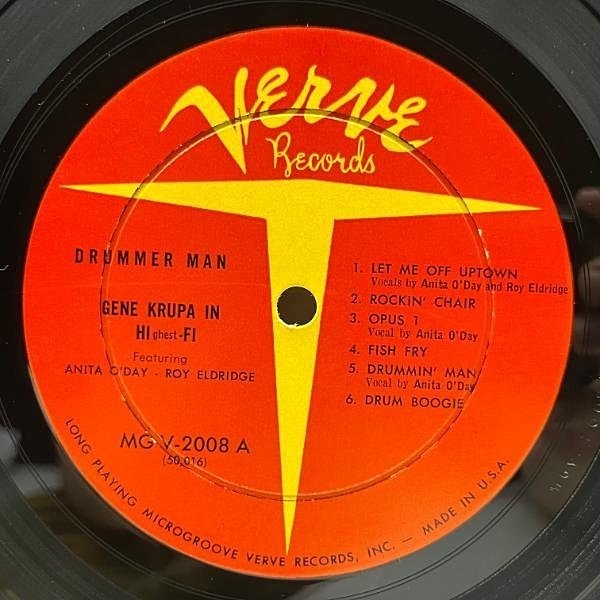 Verve
Records
DRUMMER MAN
GENE KRUPA IN
HIghest-FI
Featuring
ANITA O'DAY - ROY ELDRIDGE
MG V-2008 A
(50,016)
1. LET ME OFF UPTOWN
Vocals by Anita O'Day and Roy Eldridge
2. ROCKIN' CHAIR
3. OPUS 1
Vocal by Anita O'Day
4. FISH FRY
5. DRUMMIN' MAN
Vocal by Anita O'Day
6. DRUM BOOGIE
LONG PLAYING MICROGROOVE VERVE RECORDS, INC. — MADE IN U.S.A.